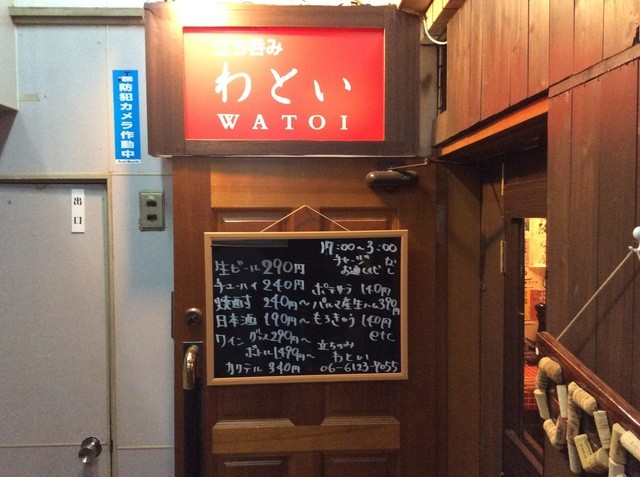 立ち呑み
わとい
WATOI
防犯カメラ作動中
出口
17:00~3:00
チャージ
お通しなど なし
生ビール 290円
チューハイ 240円
ポテサラ 140円
焼酎 240円~
パルマ産生ハム 390円
日本酒 190円~
もろきゅう 140円
ワイン グラス 290円~
etc
ボトル 1499円~
立ちのみ
わとい
カクテル 340円
06-6123-9055